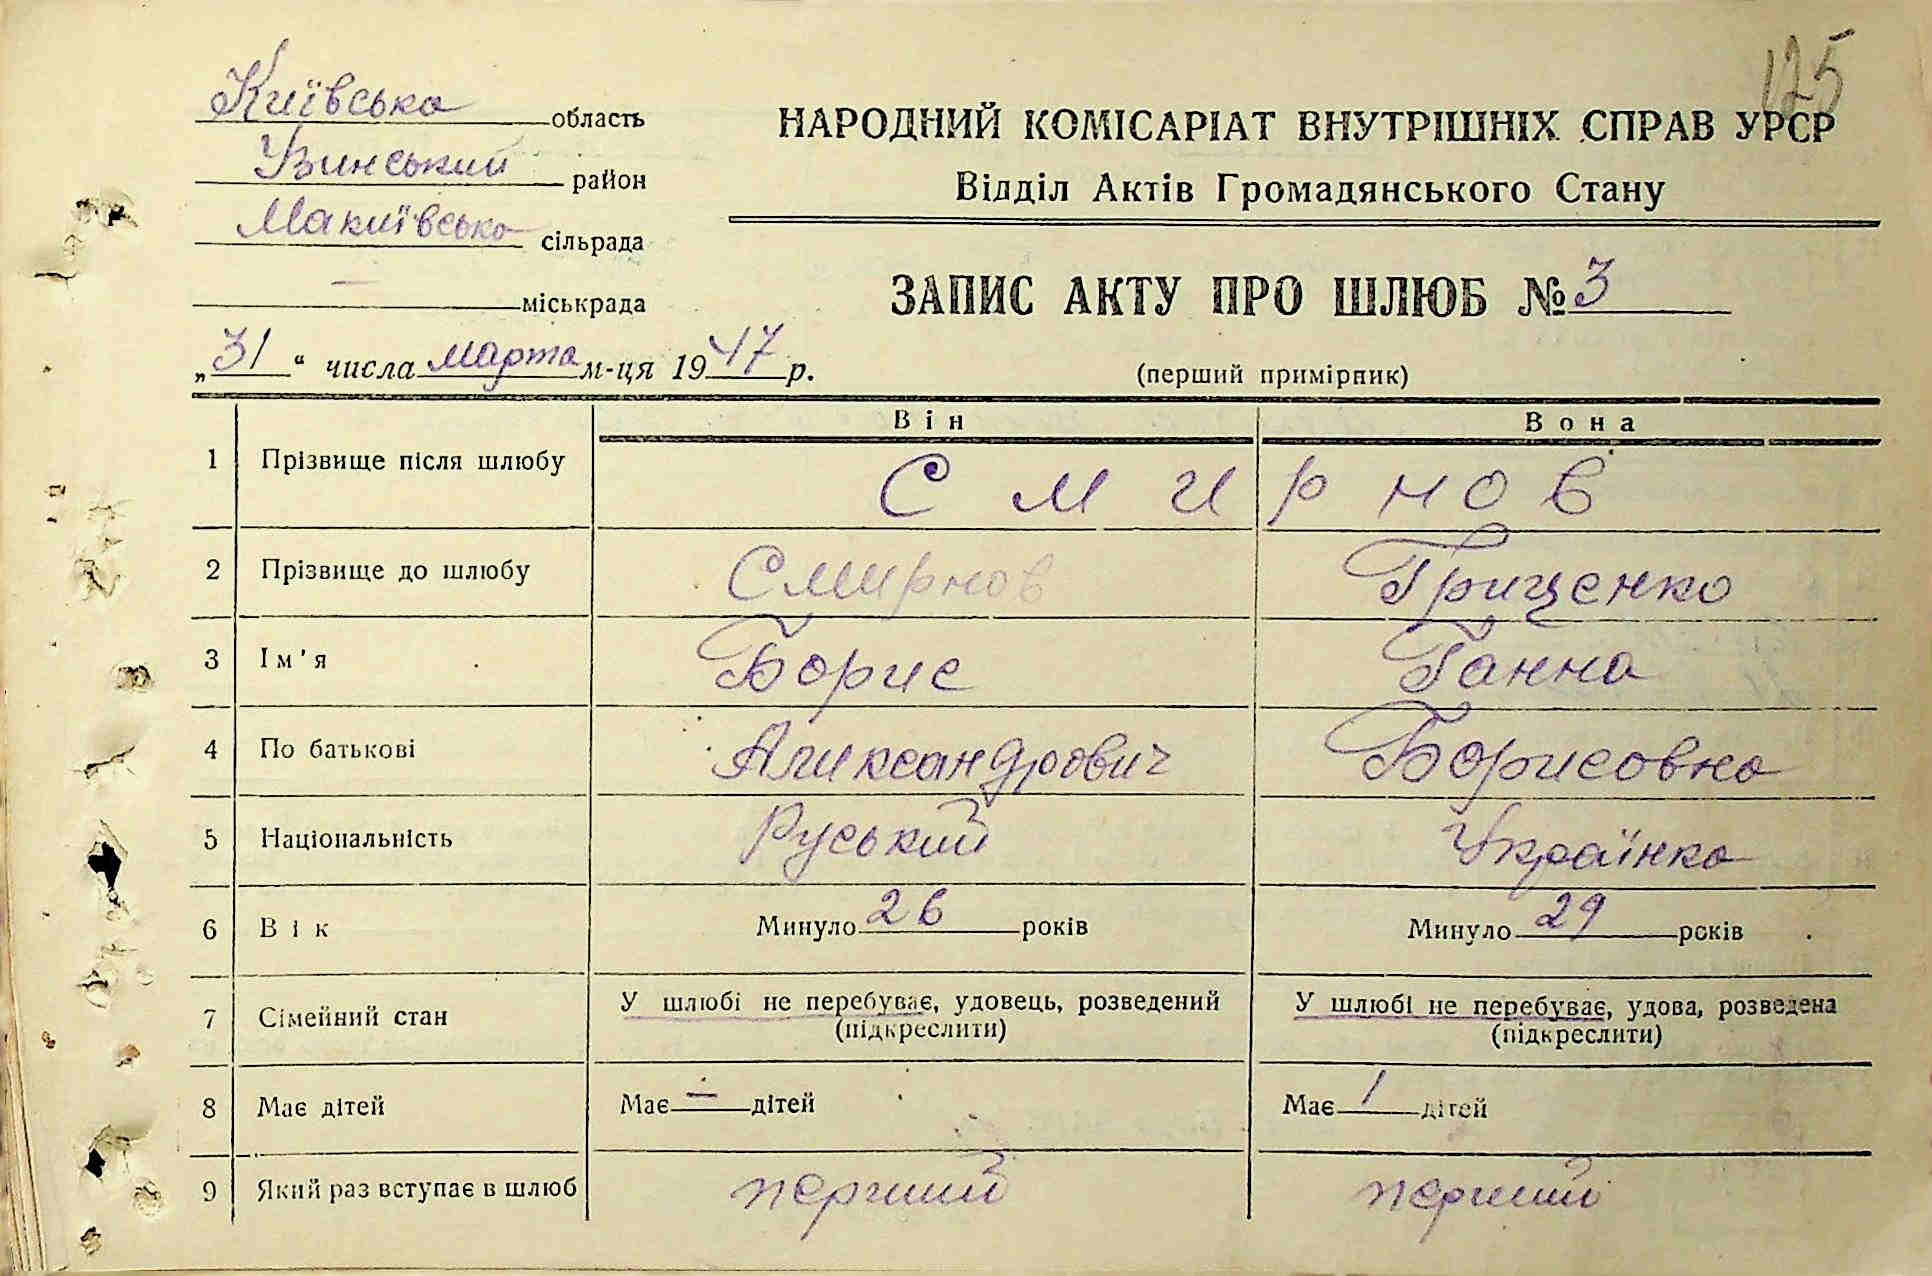 125
Київська область
Узинський район
Макиївська сільрада
— міськрада
„31“ числа марта м-ця 1947 р.
НАРОДНИЙ КОМІСАРІАТ ВНУТРІШНІХ СПРАВ УРСР
Відділ Актів Громадянського Стану
ЗАПИС АКТУ ПРО ШЛЮБ № 3
(перший примірник)
Він Вона
1 Прізвище після шлюбу Смирнов
2 Прізвище до шлюбу Смирнов Гриценко
3 Ім'я Борис Ганна
4 По батькові Аликсандрович Борисовна
5 Національність Руський Українка
6 Вік Минуло 26 років Минуло 29 років
7 Сімейний стан У шлюбі не перебуває, удовець, розведений У шлюбі не перебуває, удова, розведена
(підкреслити) (підкреслити)
8 Має дітей Має — дітей Має 1 дітей
9 Який раз вступає в шлюб перший перший